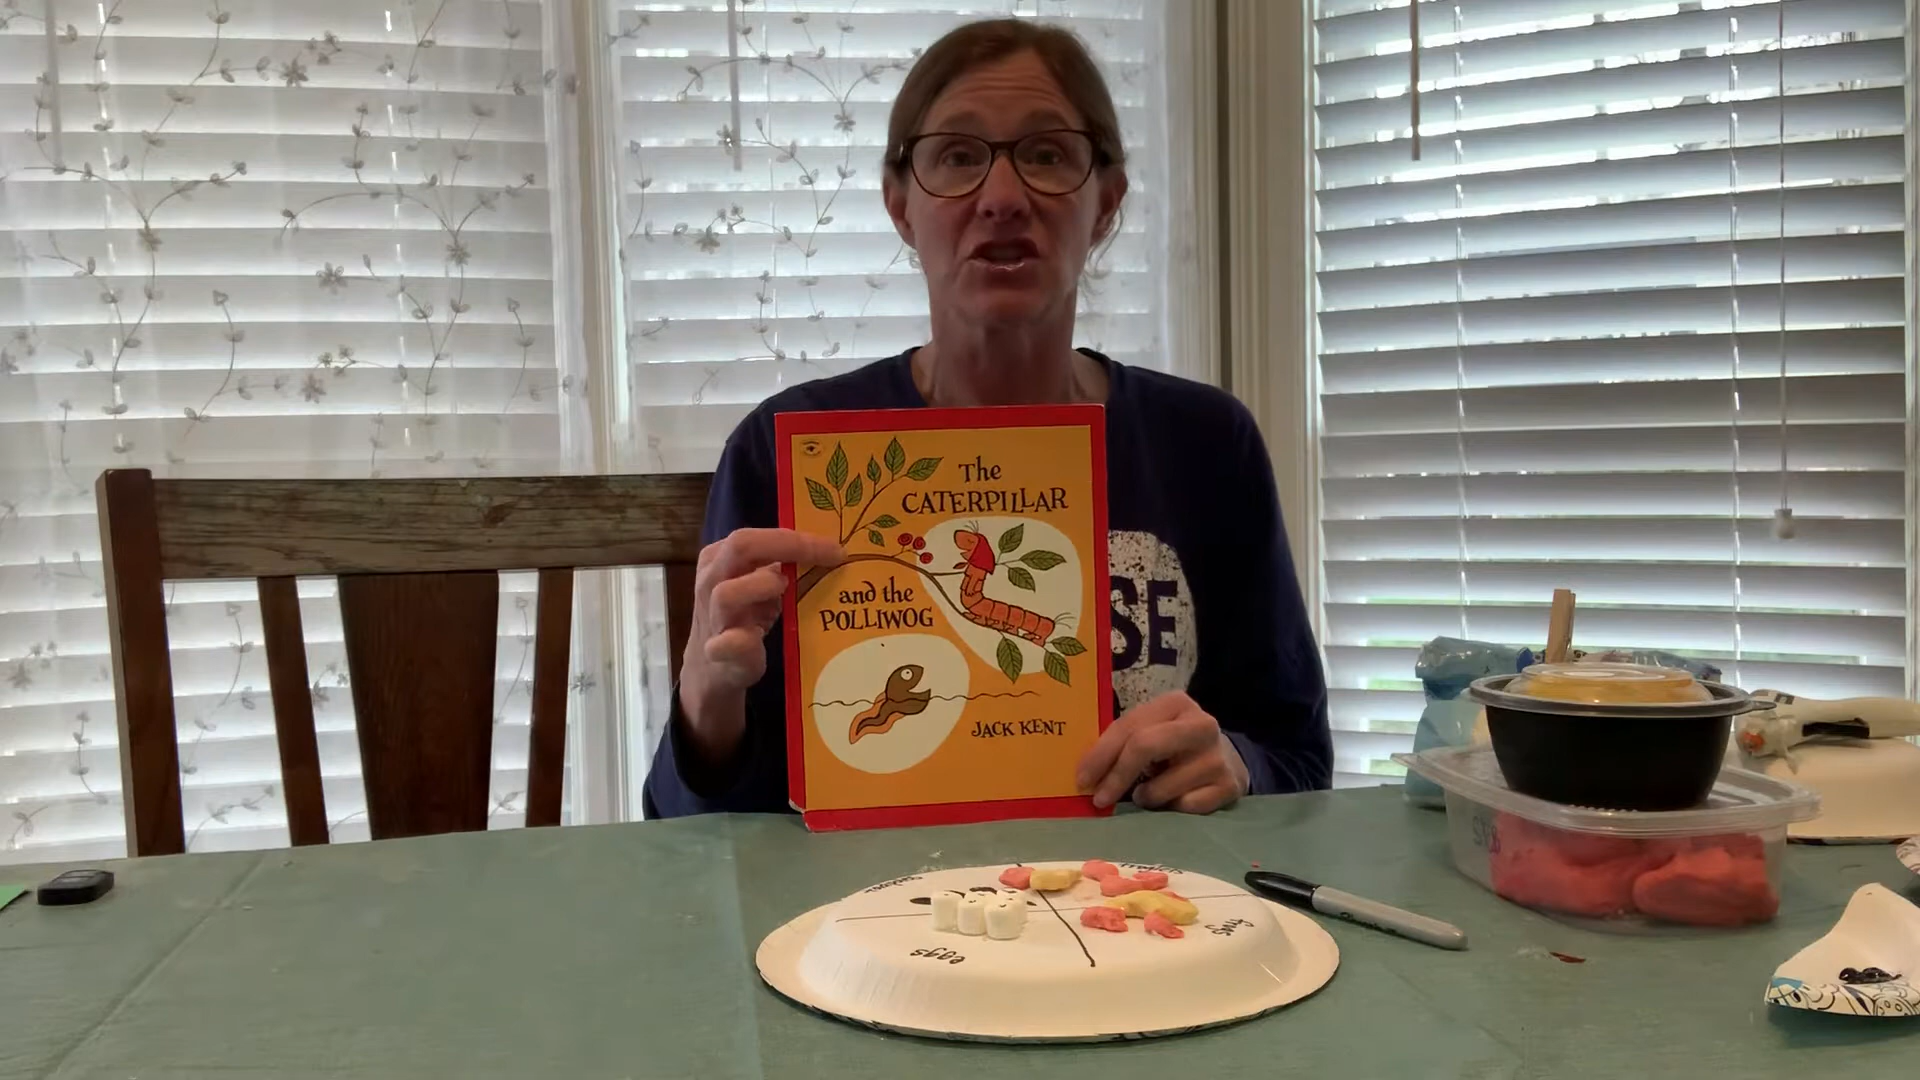 The
CATERPILLAR
and the
POLLIWOG
JACK KENT
SE
eggs
frogs